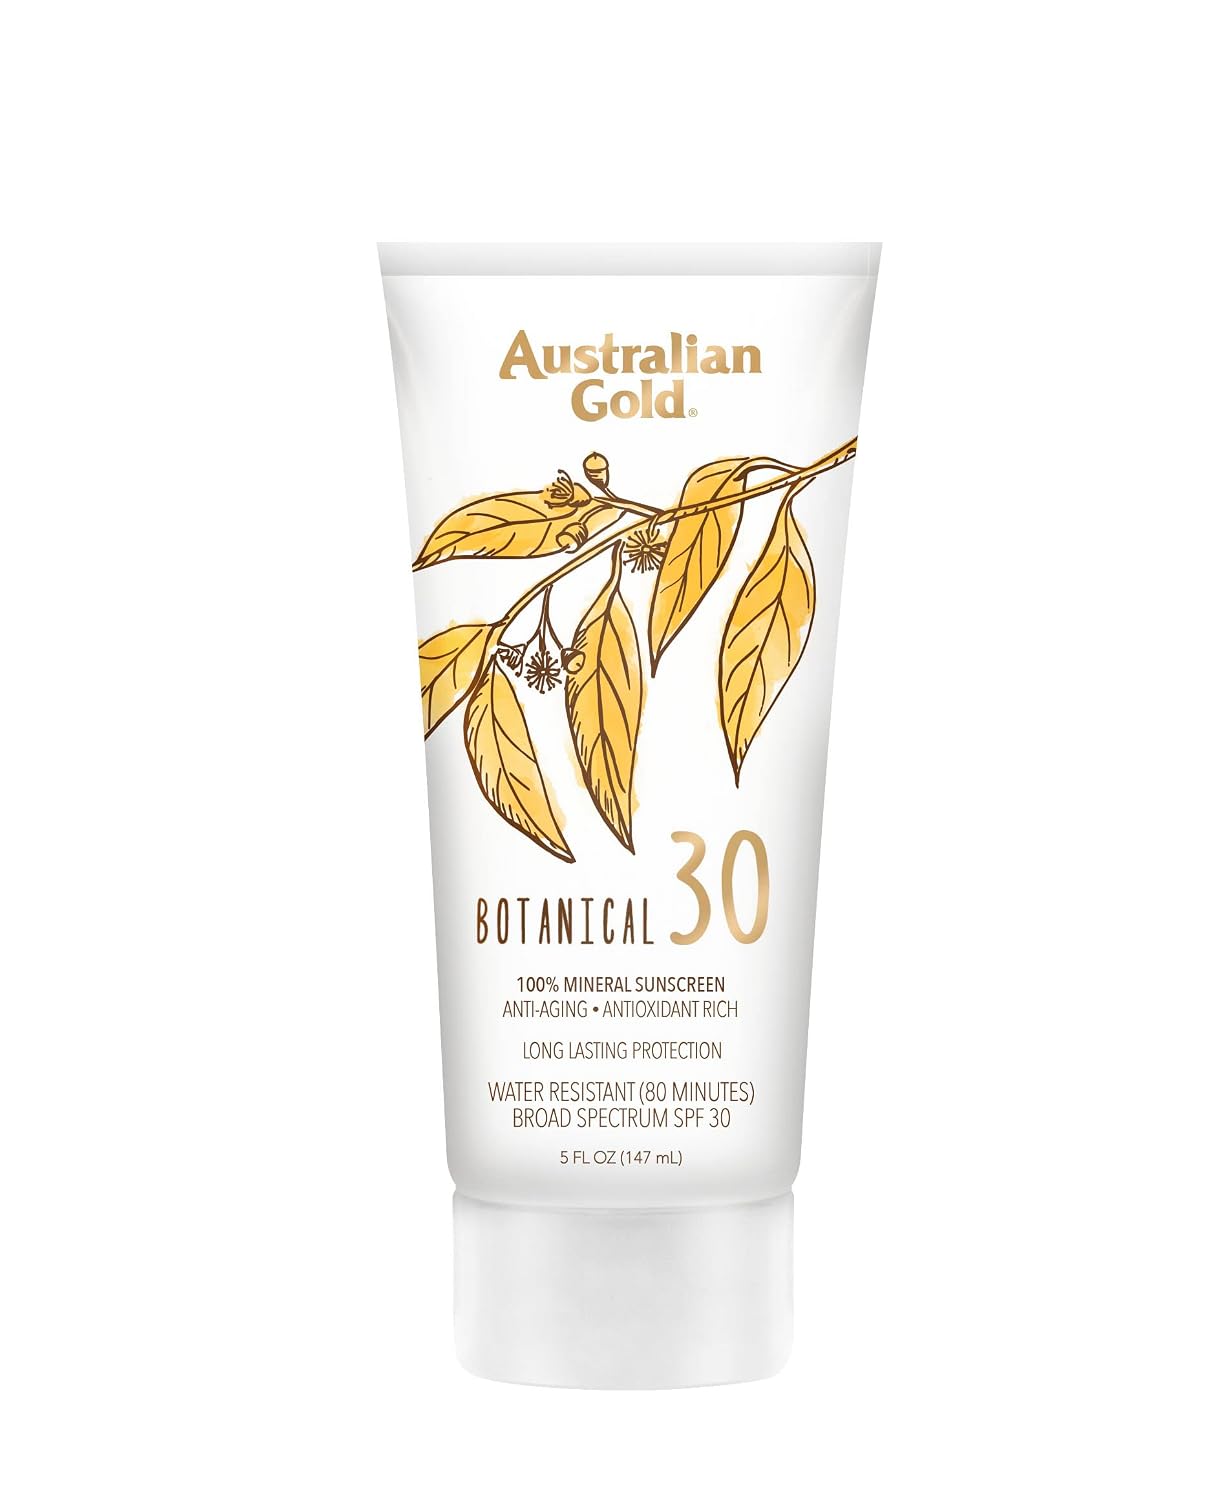 Australian
Gold®
BOTANICAL 30
100% MINERAL SUNSCREEN
ANTI-AGING • ANTIOXIDANT RICH
LONG LASTING PROTECTION
WATER RESISTANT (80 MINUTES)
BROAD SPECTRUM SPF 30
5 FL OZ (147 mL)